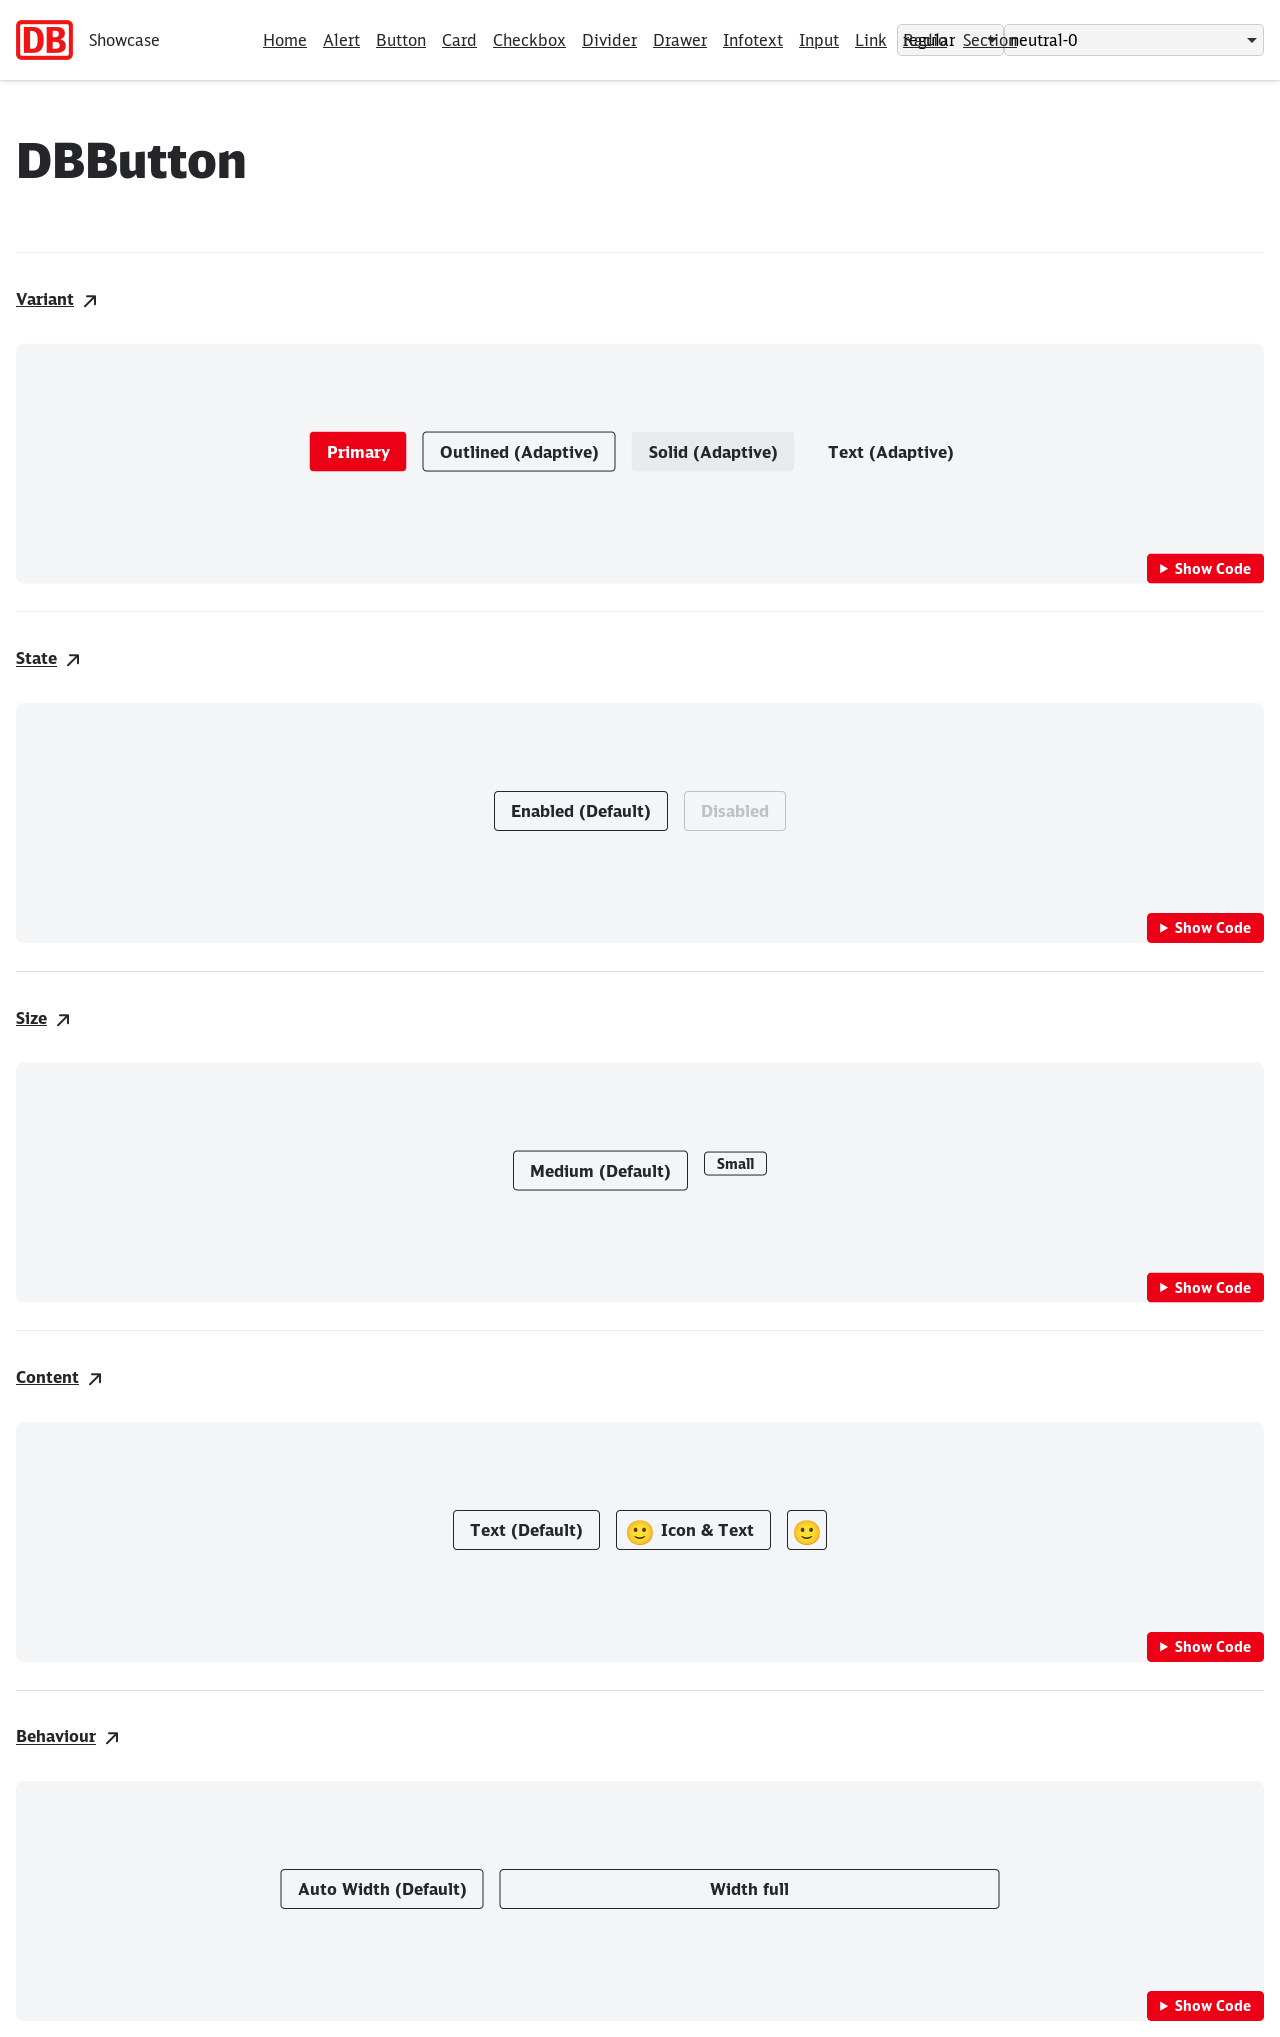 DB Showcase Home Alert Button Card Checkbox Divider Drawer Infotext Input Link Radio Section regular neutral-0
DBButton
Variant
Primary Outlined (Adaptive) Solid (Adaptive) Text (Adaptive)
Show Code
State
Enabled (Default) Disabled
Show Code
Size
Medium (Default) Small
Show Code
Content
Text (Default) Icon & Text
Show Code
Behaviour
Auto Width (Default) Width full
Show Code